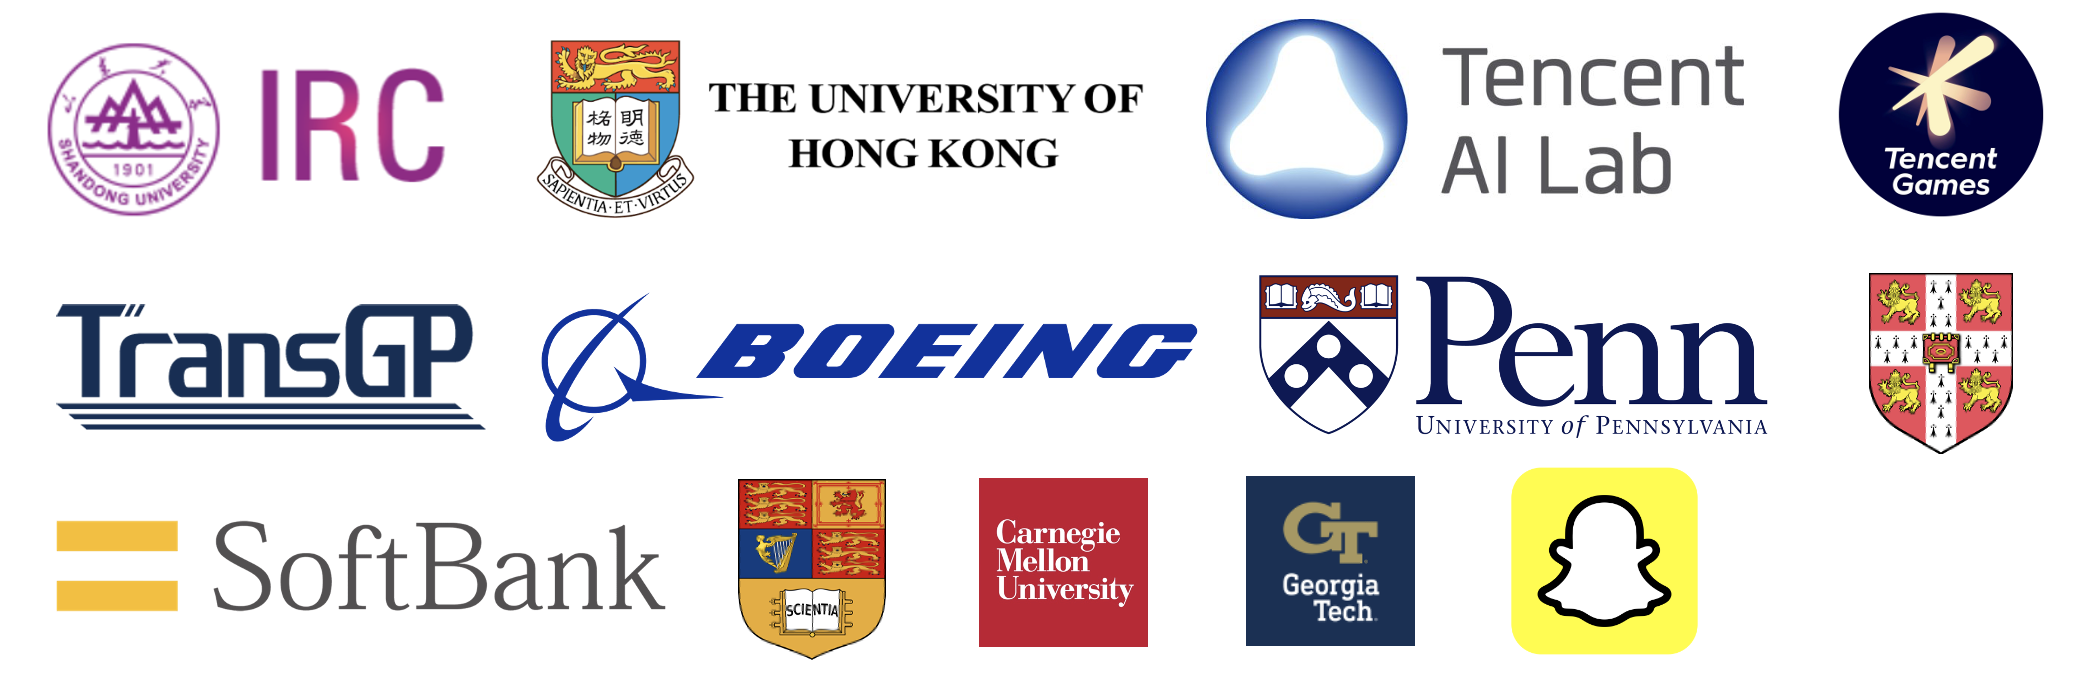 SHANDONG UNIVERSITY
1901
IRC
格物
明德
SAPIENTIA·ET·VIRTUS
THE UNIVERSITY OF
HONG KONG
Tencent
AI Lab
Tencent
Games
TransGP
BOEING
Penn
UNIVERSITY of PENNSYLVANIA
SoftBank
SCIENTIA
Carnegie
Mellon
University
GT
Georgia
Tech